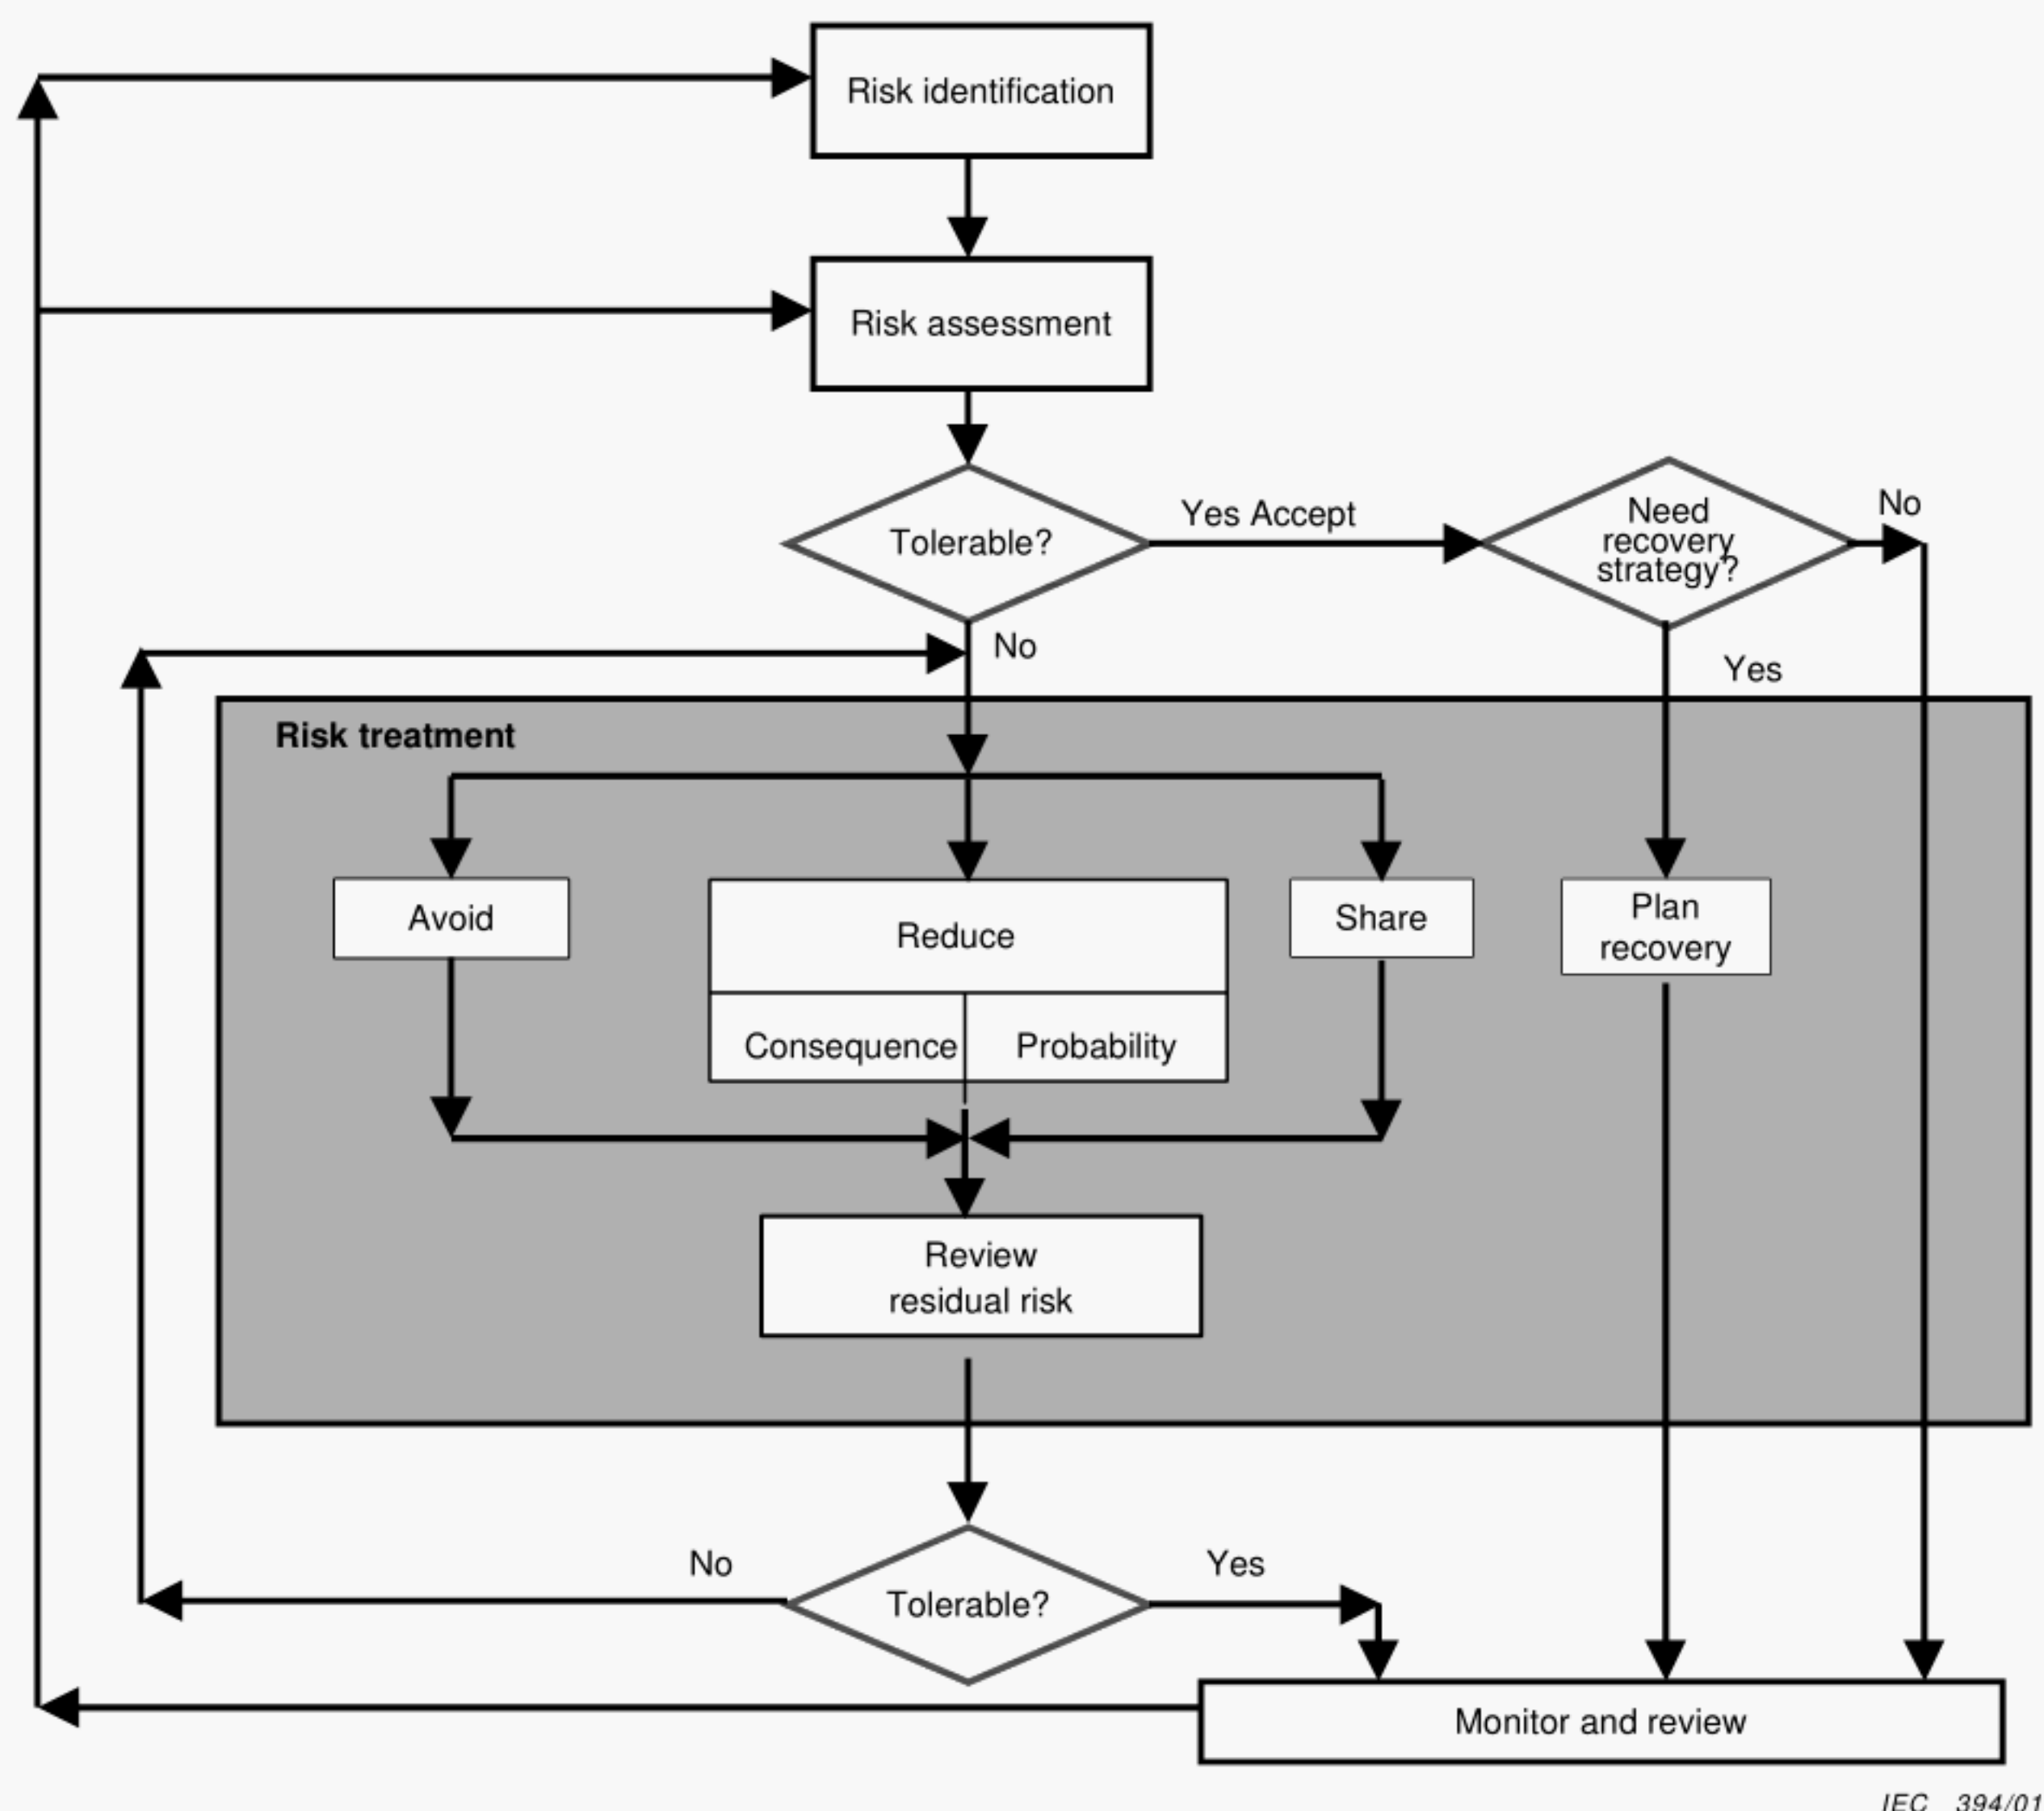 Risk identification
Risk assessment
Tolerable?
Yes Accept
Need
recovery
strategy?
No
No
Yes
Risk treatment
Avoid
Reduce
Consequence
Probability
Share
Plan
recovery
Review
residual risk
No
Tolerable?
Yes
Monitor and review
IEC 394/01